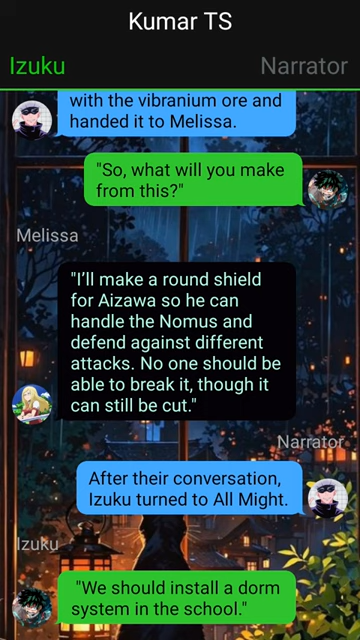 Kumar TS
Izuku
Narrator
with the vibranium ore and
handed it to Melissa.
"So, what will you make
from this?"
Melissa
"I'll make a round shield
for Aizawa so he can
handle the Nomus and
defend against different
attacks. No one should be
able to break it, though it
can still be cut."
Narrator
After their conversation,
Izuku turned to All Might.
Izuku
"We should install a dorm
system in the school."